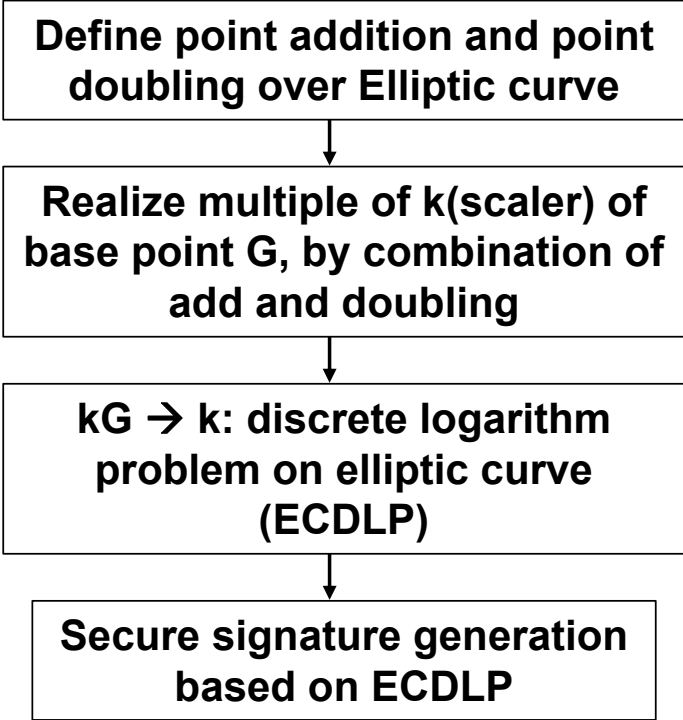 Define point addition and point
doubling over Elliptic curve
Realize multiple of k(scaler) of
base point G, by combination of
add and doubling
kG → k: discrete logarithm
problem on elliptic curve
(ECDLP)
Secure signature generation
based on ECDLP